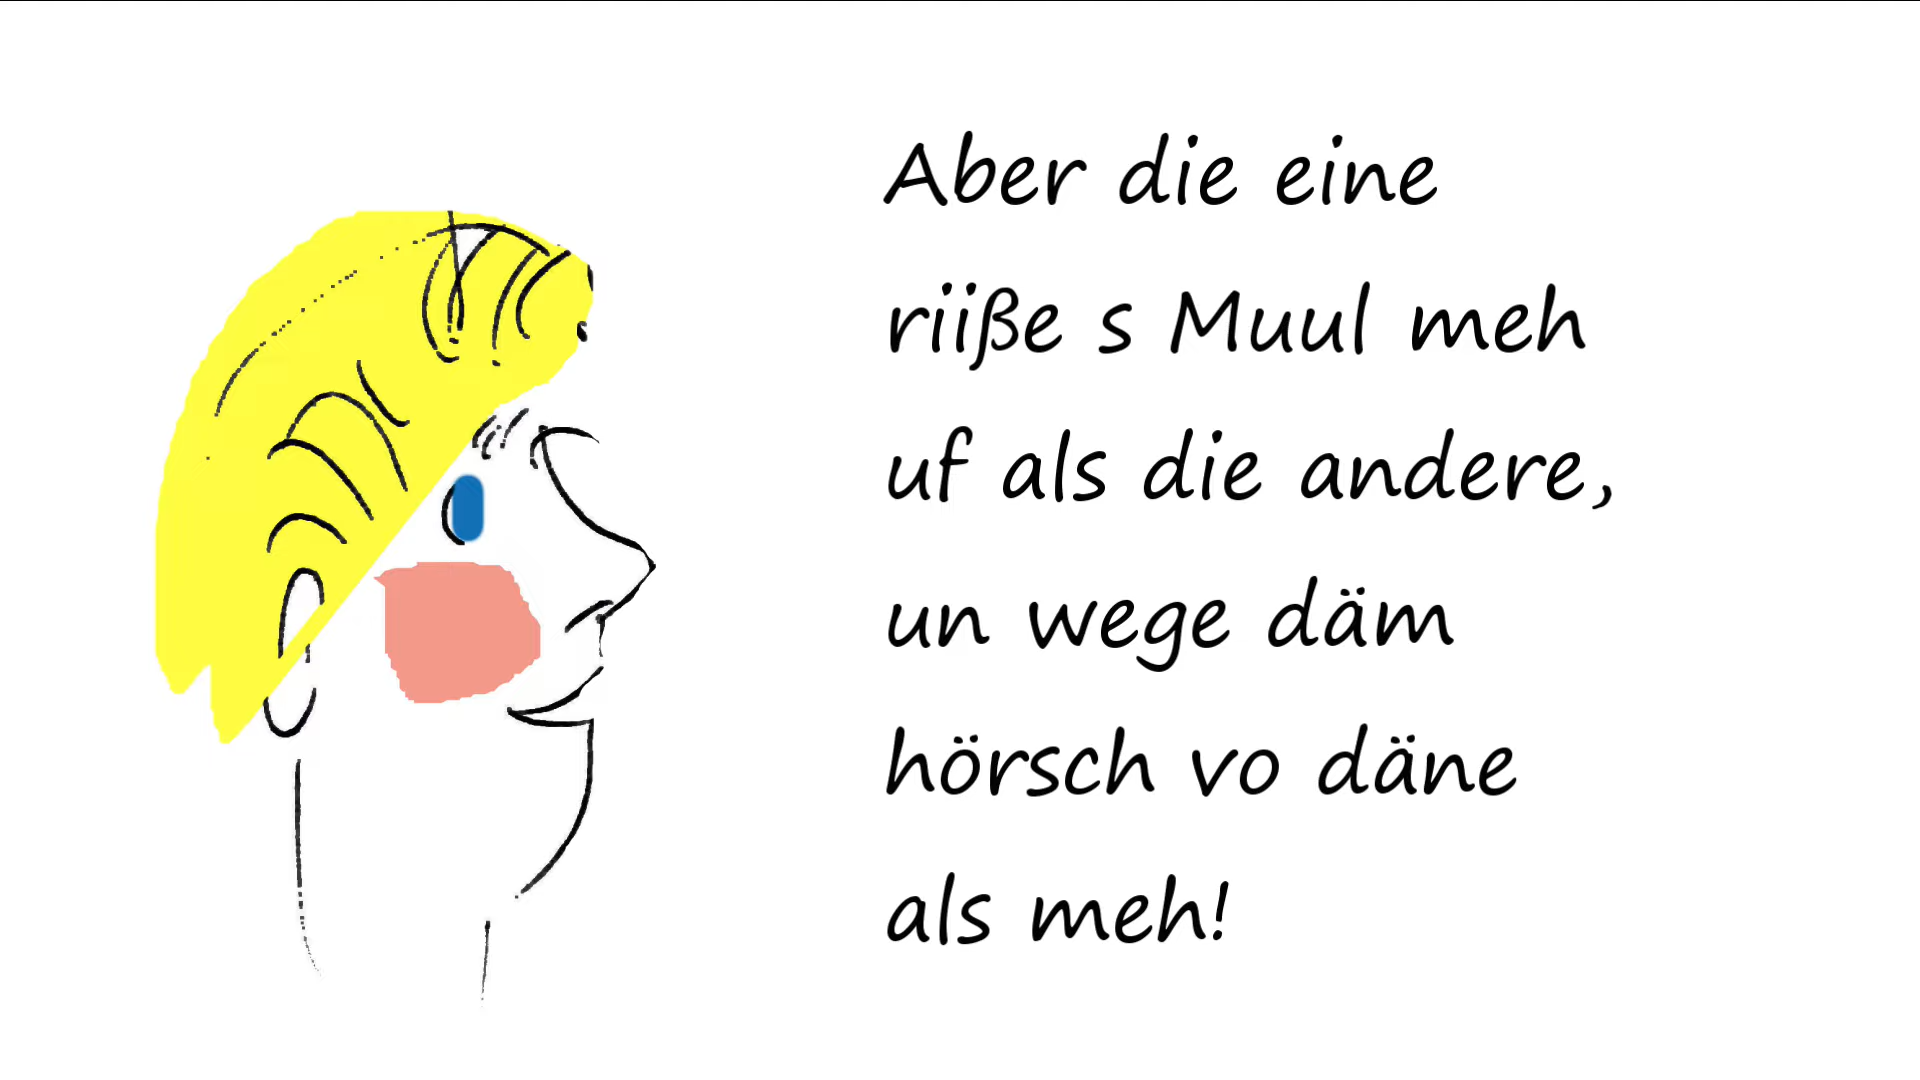 Aber die eine
riiße s Muul meh
uf als die andere,
un wege däm
hörsch vo däne
als meh!